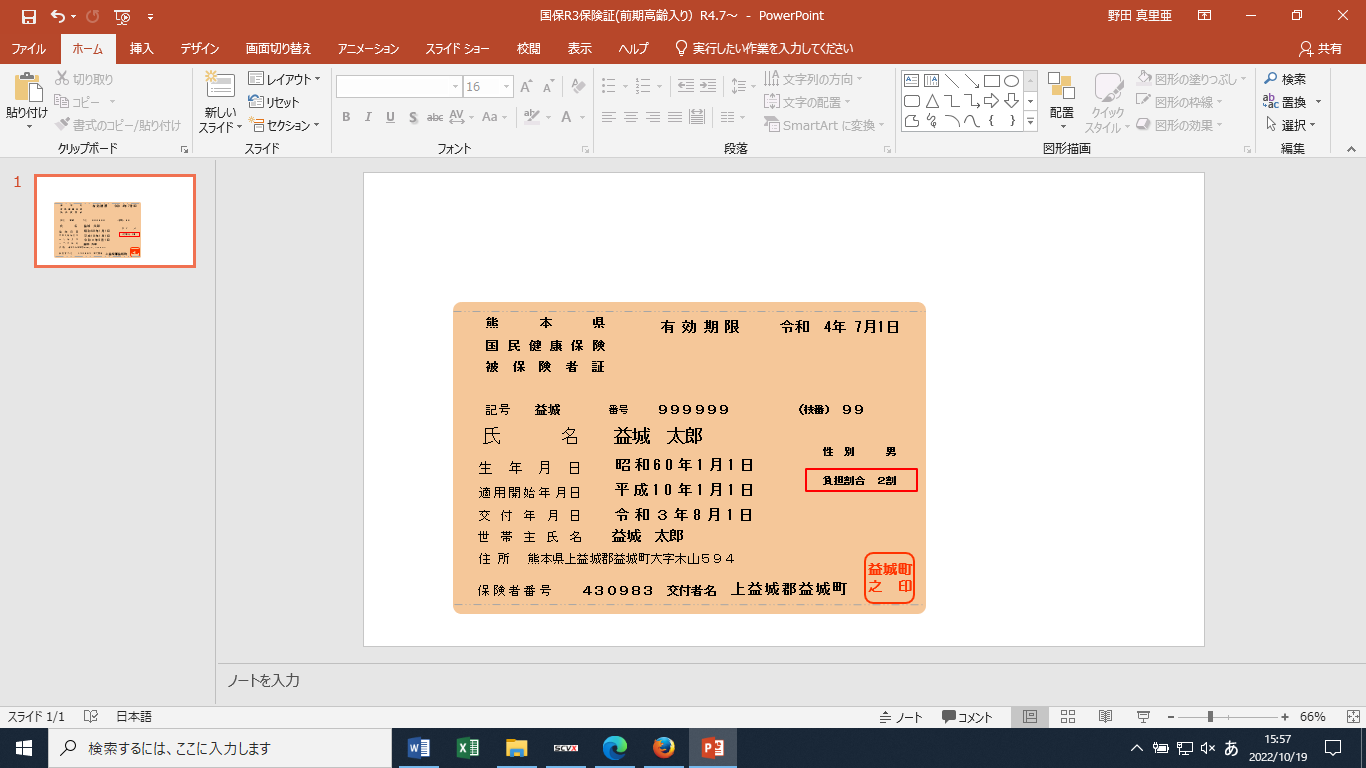 国保R3保険証(前期高齢入り) R4.7～ - PowerPoint
野田 真里亜
ファイル ホーム 挿入 デザイン 画面切り替え アニメーション スライド ショー 校閲 表示 ヘルプ 実行したい作業を入力してください 共有
貼り付け
切り取り
コピー
書式のコピー/貼り付け
クリップボード
新しい
スライド
レイアウト
リセット
セクション
スライド
16
B I U S abc AV Aa
A
フォント
文字列の方向
文字の配置
SmartArt に変換
段落
配置
クイック
スタイル
図形の塗りつぶし
図形の枠線
図形の効果
図形描画
検索
置換
選択
編集
1
熊 本 県
国 民 健 康 保 険
被 保 険 者 証
有 効 期 限 令和 4年 7月1日
記号 益城 番号 ９９９９９９ （枝番） ９９
氏 名 益城 太郎
性 別 男
生 年 月 日 昭和６０年１月１日
負担割合 ２割
適用開始年月日 平成１０年１月１日
交 付 年 月 日 令和３年８月１日
世 帯 主 氏 名 益城 太郎
住 所 熊本県上益城郡益城町大字木山５９４
保険者番号 ４３０９８３ 交付者名 上益城郡益城町
益城町
之 印
ノートを入力
スライド 1/1 日本語 ノート コメント 66%
検索するには、ここに入力します
あ
15:57
2022/10/19